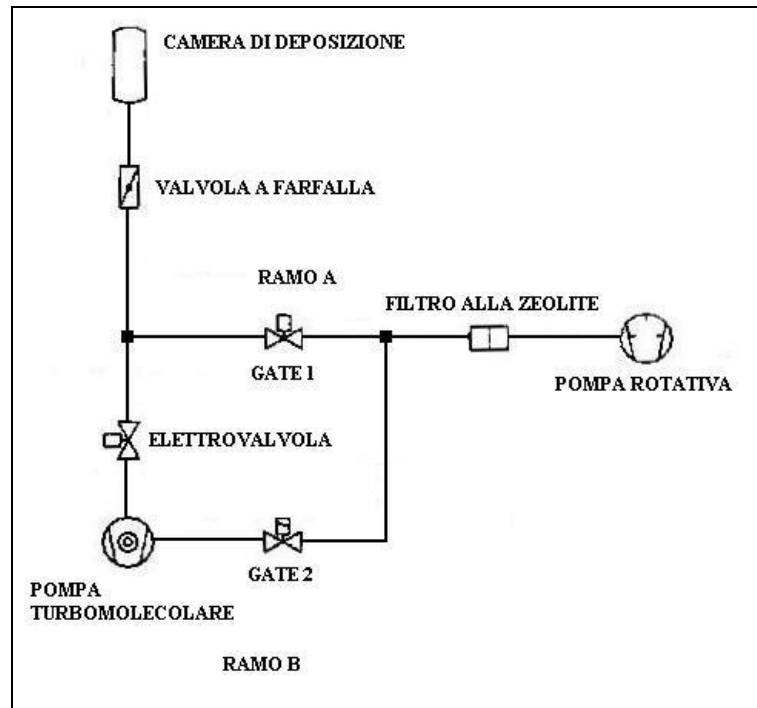 CAMERA DI DEPOSIZIONE
VALVOLA A FARFALLA
RAMO A
FILTRO ALLA ZEOLITE
GATE 1
POMPA ROTATIVA
ELETTROVALVOLA
GATE 2
POMPA
TURBOMOLECOLARE
RAMO B